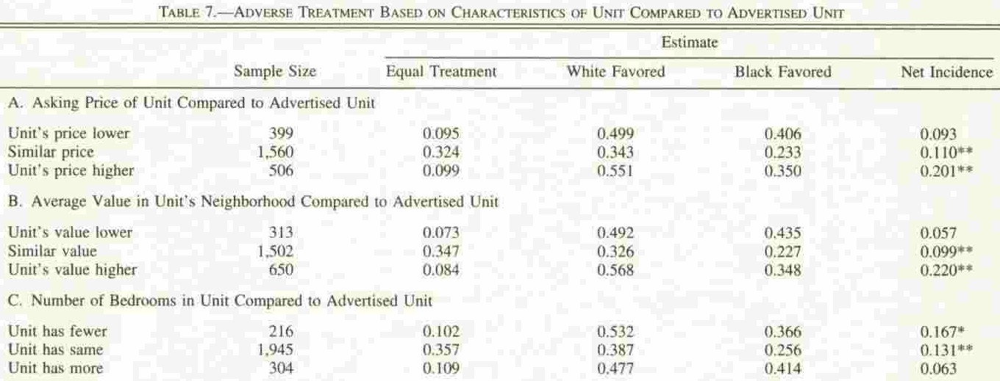 TABLE 7.—ADVERSE TREATMENT BASED ON CHARACTERISTICS OF UNIT COMPARED TO ADVERTISED UNIT
Estimate
Sample Size Equal Treatment White Favored Black Favored Net Incidence
A. Asking Price of Unit Compared to Advertised Unit
Unit's price lower 399 0.095 0.499 0.406 0.093
Similar price 1,560 0.324 0.343 0.233 0.110**
Unit's price higher 506 0.099 0.551 0.350 0.201**
B. Average Value in Unit's Neighborhood Compared to Advertised Unit
Unit's value lower 313 0.073 0.492 0.435 0.057
Similar value 1,502 0.347 0.326 0.227 0.099**
Unit's value higher 650 0.084 0.568 0.348 0.220**
C. Number of Bedrooms in Unit Compared to Advertised Unit
Unit has fewer 216 0.102 0.532 0.366 0.167*
Unit has same 1,945 0.357 0.387 0.256 0.131**
Unit has more 304 0.109 0.477 0.414 0.063